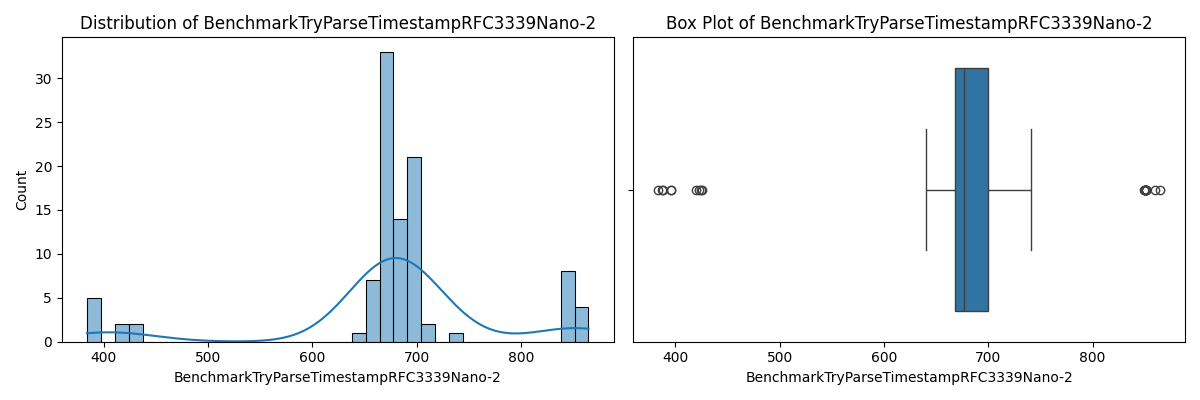 Distribution of BenchmarkTryParseTimestampRFC3339Nano-2
Count
30
25
20
15
10
5
0
400 500 600 700 800
BenchmarkTryParseTimestampRFC3339Nano-2
Box Plot of BenchmarkTryParseTimestampRFC3339Nano-2
400 500 600 700 800
BenchmarkTryParseTimestampRFC3339Nano-2